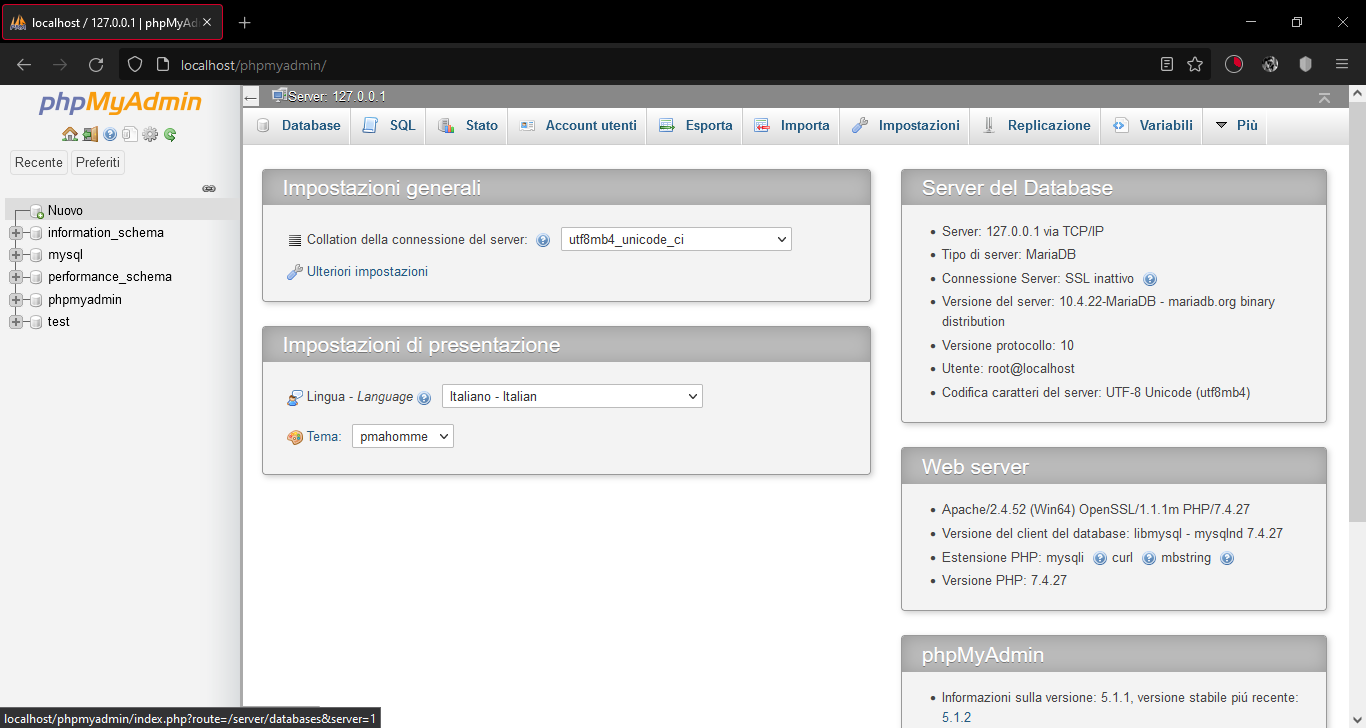 localhost / 127.0.0.1 | phpMyAd
localhost/phpmyadmin/
phpMyAdmin
Recente
Preferiti
Nuovo
information_schema
mysql
performance_schema
phpmyadmin
test
Server: 127.0.0.1
Database
SQL
Stato
Account utenti
Esporta
Importa
Impostazioni
Replicazione
Variabili
Più
Impostazioni generali
Collation della connessione del server:
utf8mb4_unicode_ci
Ulteriori impostazioni
Impostazioni di presentazione
Lingua - Language
Italiano - Italian
Tema:
pmahomme
Server del Database
Server: 127.0.0.1 via TCP/IP
Tipo di server: MariaDB
Connessione Server: SSL inattivo
Versione del server: 10.4.22-MariaDB - mariadb.org binary
distribution
Versione protocollo: 10
Utente: root@localhost
Codifica caratteri del server: UTF-8 Unicode (utf8mb4)
Web server
Apache/2.4.52 (Win64) OpenSSL/1.1.1m PHP/7.4.27
Versione del client del database: libmysql - mysqlnd 7.4.27
Estensione PHP: mysqli curl mbstring
Versione PHP: 7.4.27
phpMyAdmin
Informazioni sulla versione: 5.1.1, versione stabile piú recente:
5.1.2
localhost/phpmyadmin/index.php?route=/server/databases&server=1